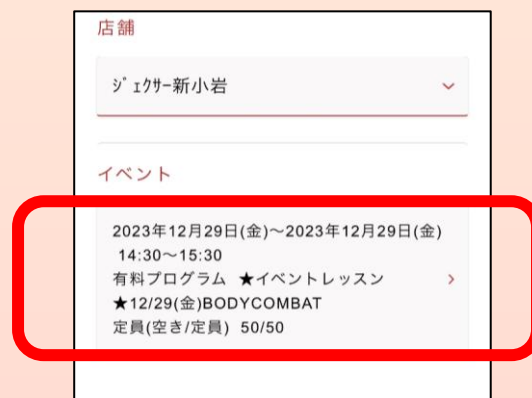 店舗
ｼﾞｪｸｻｰ新小岩
イベント
2023年12月29日(金)～2023年12月29日(金)
14:30～15:30
有料プログラム ★イベントレッスン
★12/29(金)BODYCOMBAT
定員(空き/定員) 50/50